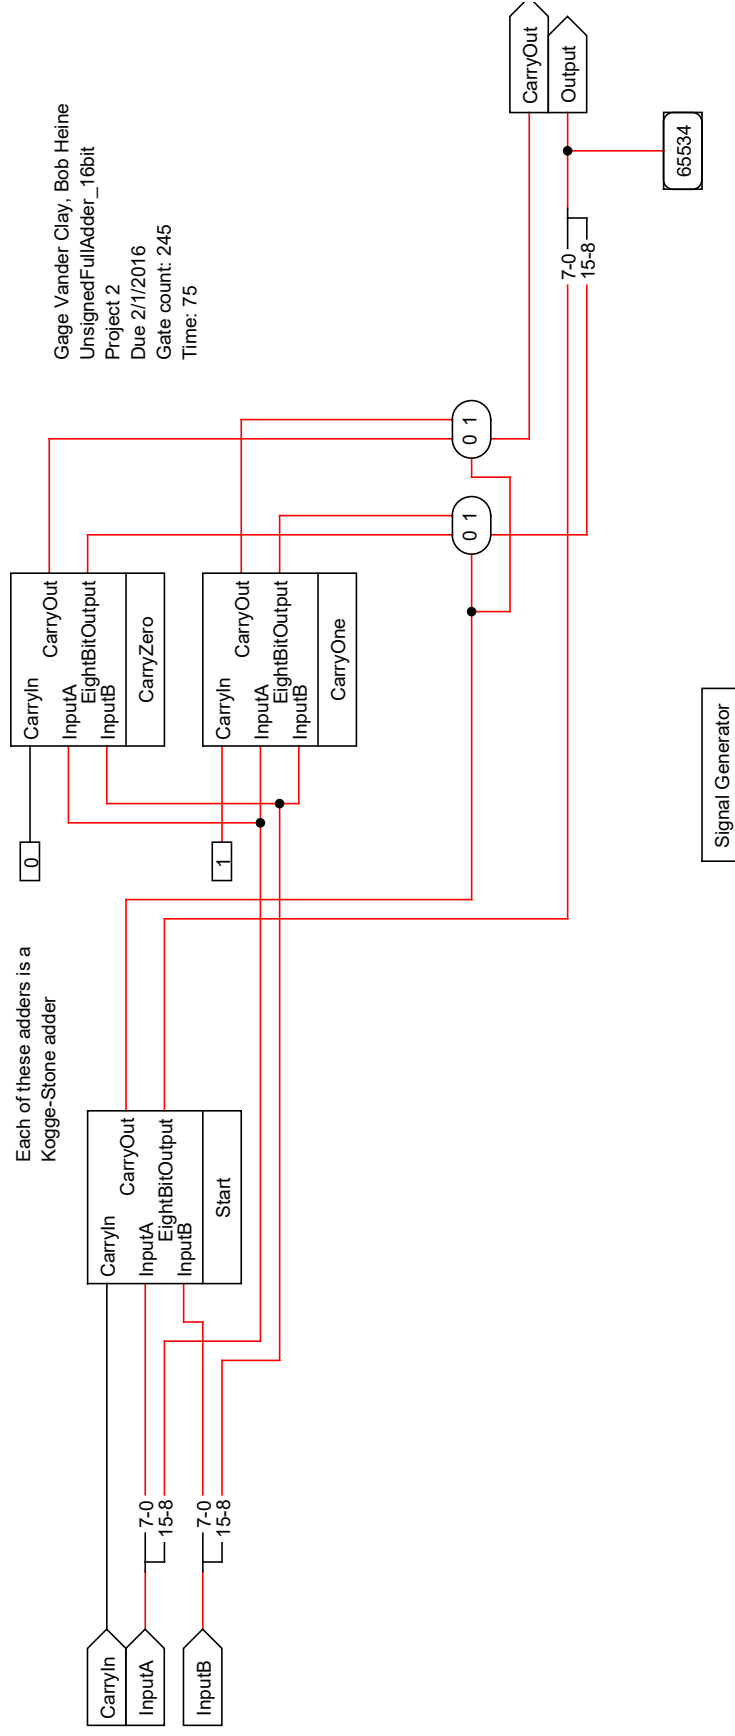 Gage Vander Clay, Bob Heine
UnsignedFullAdder_16bit
Project 2
Due 2/1/2016
Gate count: 245
Time: 75
Each of these adders is a
Kogge-Stone adder
CarryIn
InputA
InputB
7-0
15-8
7-0
15-8
CarryIn
CarryOut
InputA
EightBitOutput
InputB
Start
0
CarryIn
CarryOut
InputA
EightBitOutput
InputB
CarryZero
1
CarryIn
CarryOut
InputA
EightBitOutput
InputB
CarryOne
0 1
0 1
7-0
15-8
CarryOut
Output
65534
Signal Generator